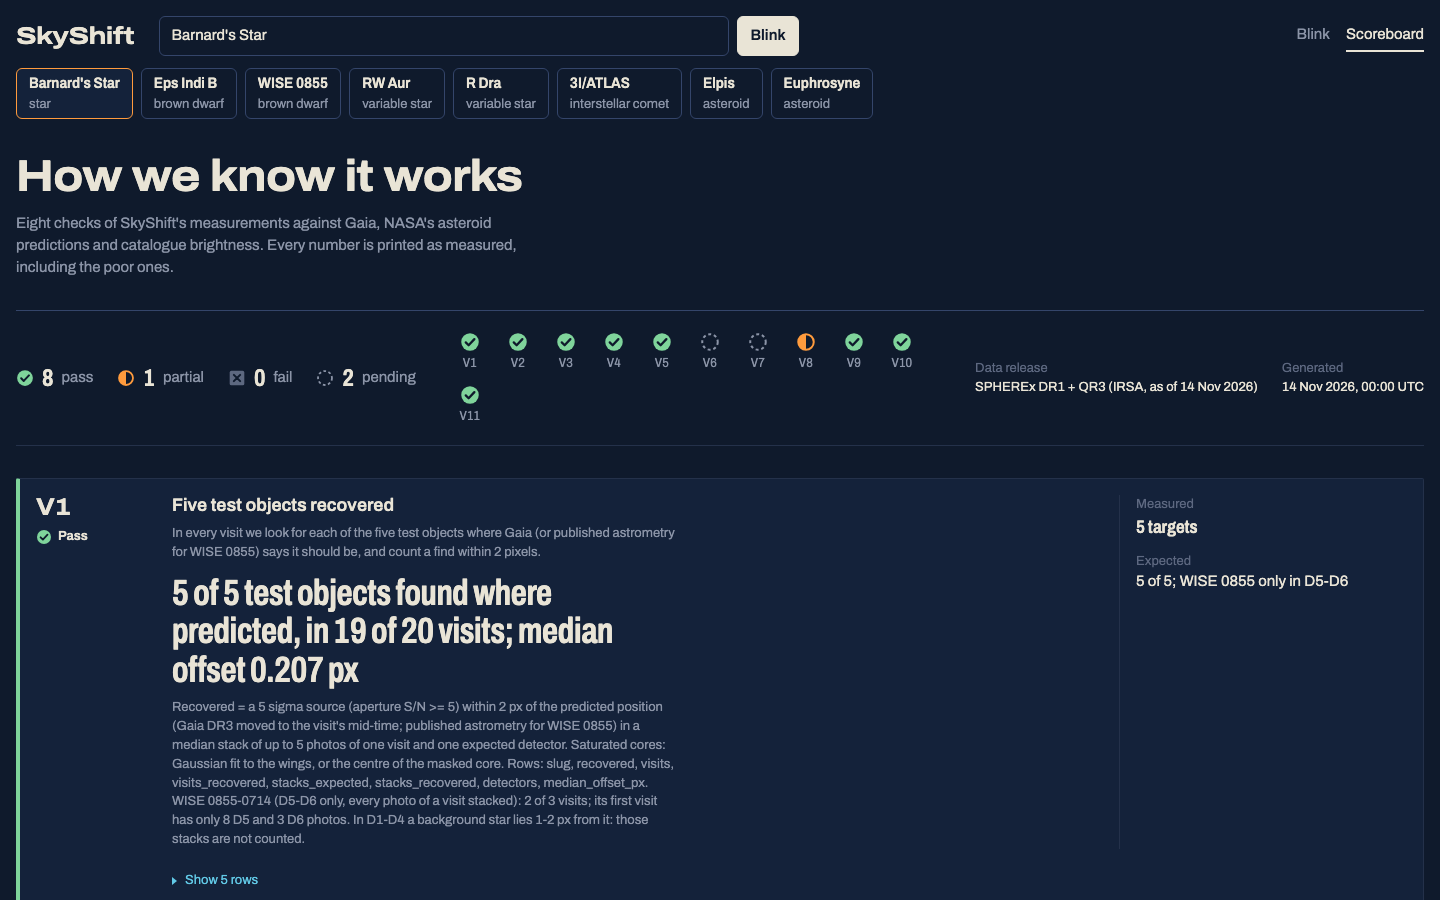 SkyShift
Barnard's Star
Blink
Blink
Scoreboard
Barnard's Star
star
Eps Indi B
brown dwarf
WISE 0855
brown dwarf
RW Aur
variable star
R Dra
variable star
3I/ATLAS
interstellar comet
Elpis
asteroid
Euphrosyne
asteroid
How we know it works
Eight checks of SkyShift's measurements against Gaia, NASA's asteroid
predictions and catalogue brightness. Every number is printed as measured,
including the poor ones.
8 pass
1 partial
0 fail
2 pending
V1
V2
V3
V4
V5
V6
V7
V8
V9
V10
V11
Data release
SPHEREx DR1 + QR3 (IRSA, as of 14 Nov 2026)
Generated
14 Nov 2026, 00:00 UTC
V1
Pass
Five test objects recovered
In every visit we look for each of the five test objects where Gaia (or published astrometry
for WISE 0855) says it should be, and count a find within 2 pixels.
5 of 5 test objects found where
predicted, in 19 of 20 visits; median
offset 0.207 px
Recovered = a 5 sigma source (aperture S/N >= 5) within 2 px of the predicted position
(Gaia DR3 moved to the visit's mid-time; published astrometry for WISE 0855) in a
median stack of up to 5 photos of one visit and one expected detector. Saturated cores:
Gaussian fit to the wings, or the centre of the masked core. Rows: slug, recovered, visits,
visits_recovered, stacks_expected, stacks_recovered, detectors, median_offset_px.
WISE 0855-0714 (D5-D6 only, every photo of a visit stacked): 2 of 3 visits; its first visit
has only 8 D5 and 3 D6 photos. In D1-D4 a background star lies 1-2 px from it: those
stacks are not counted.
Show 5 rows
Measured
5 targets
Expected
5 of 5; WISE 0855 only in D5-D6